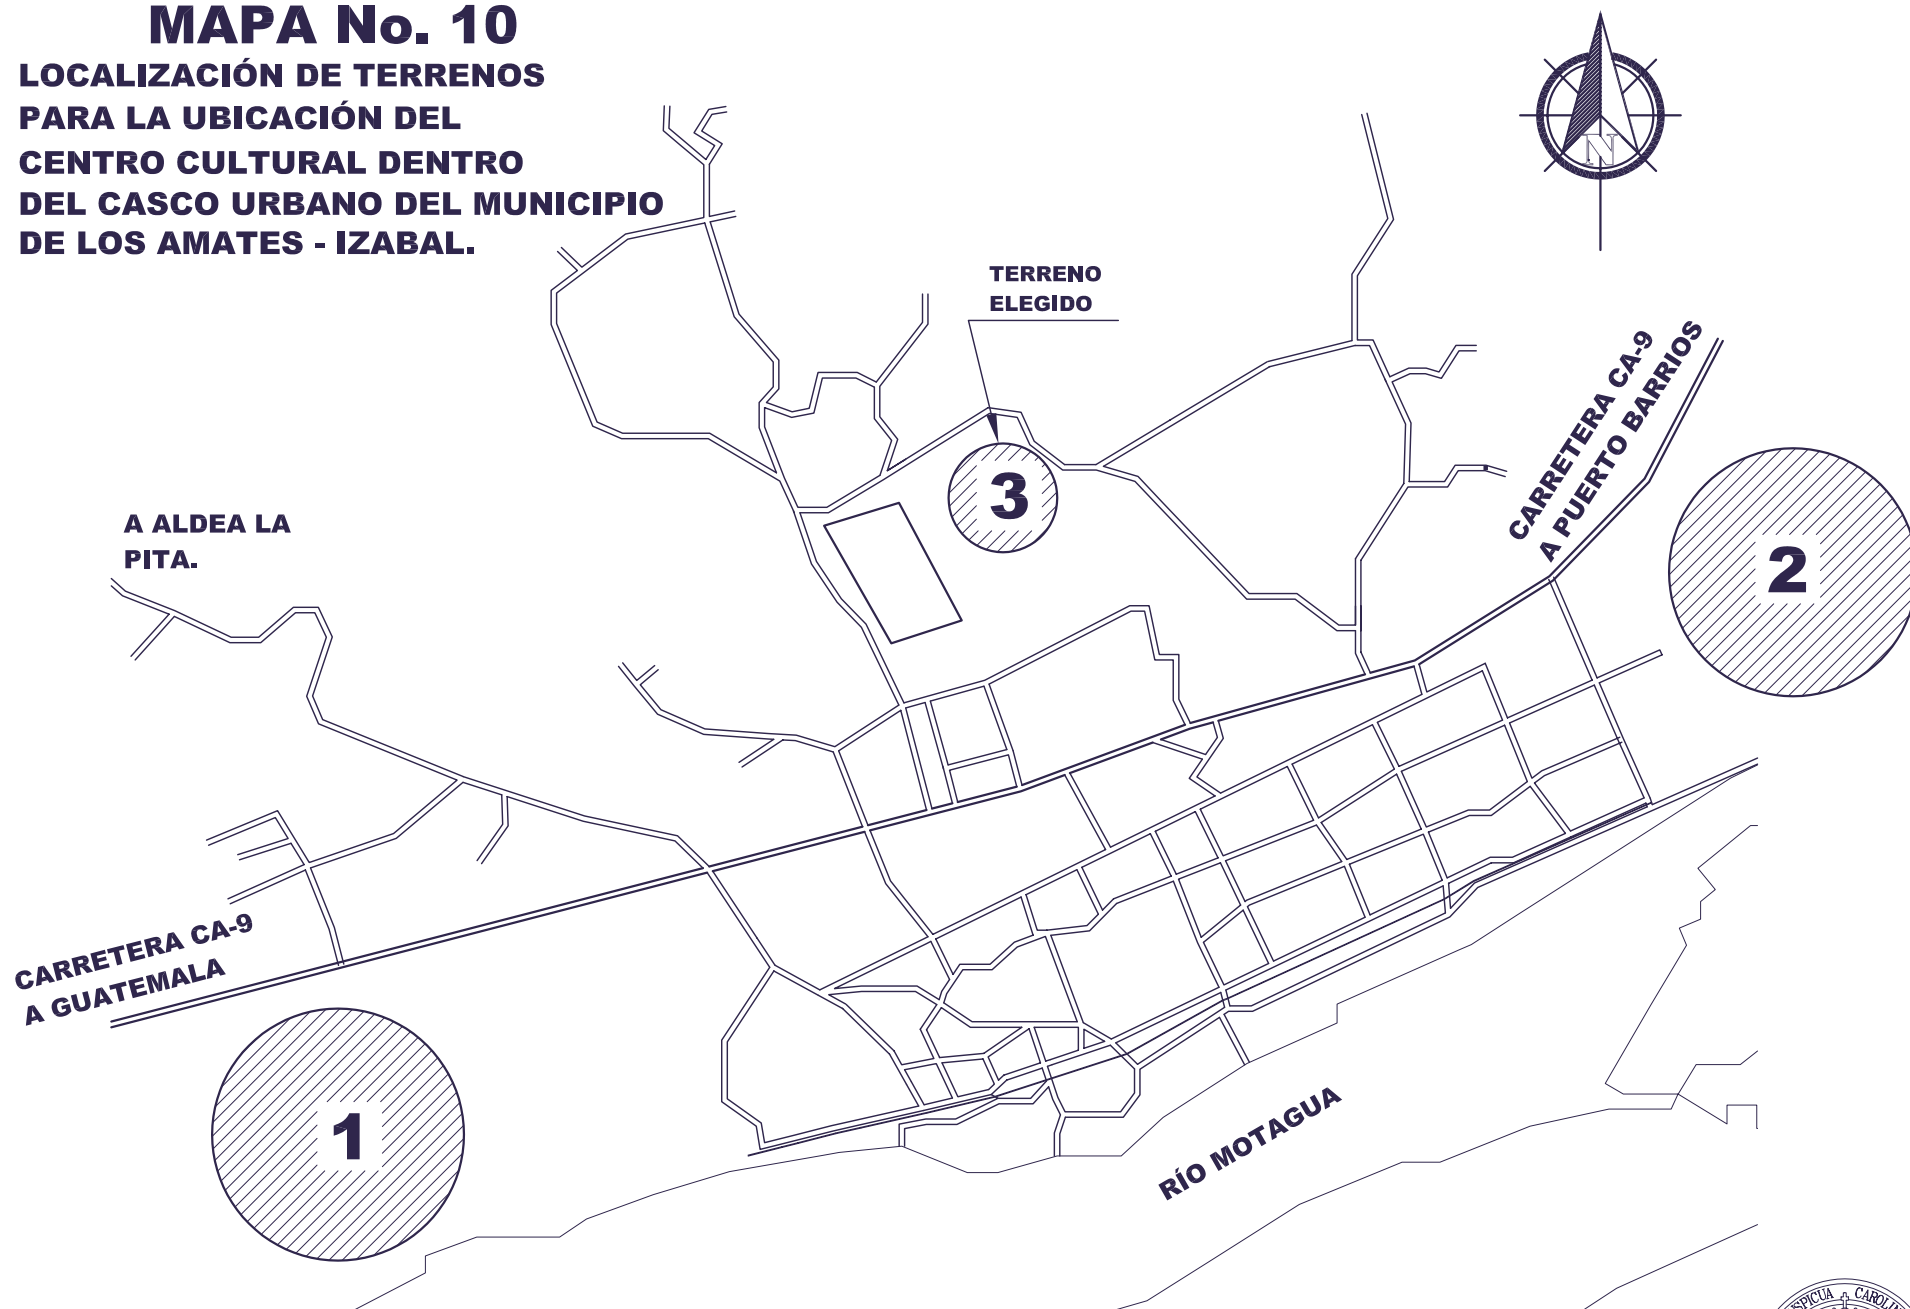 MAPA No. 10
LOCALIZACIÓN DE TERRENOS
PARA LA UBICACIÓN DEL
CENTRO CULTURAL DENTRO
DEL CASCO URBANO DEL MUNICIPIO
DE LOS AMATES - IZABAL.
N
TERRENO
ELEGIDO
CARRETERA CA-9
A PUERTO BARRIOS
3
2
A ALDEA LA
PITA.
CARRETERA CA-9
A GUATEMALA
1
RÍO MOTAGUA